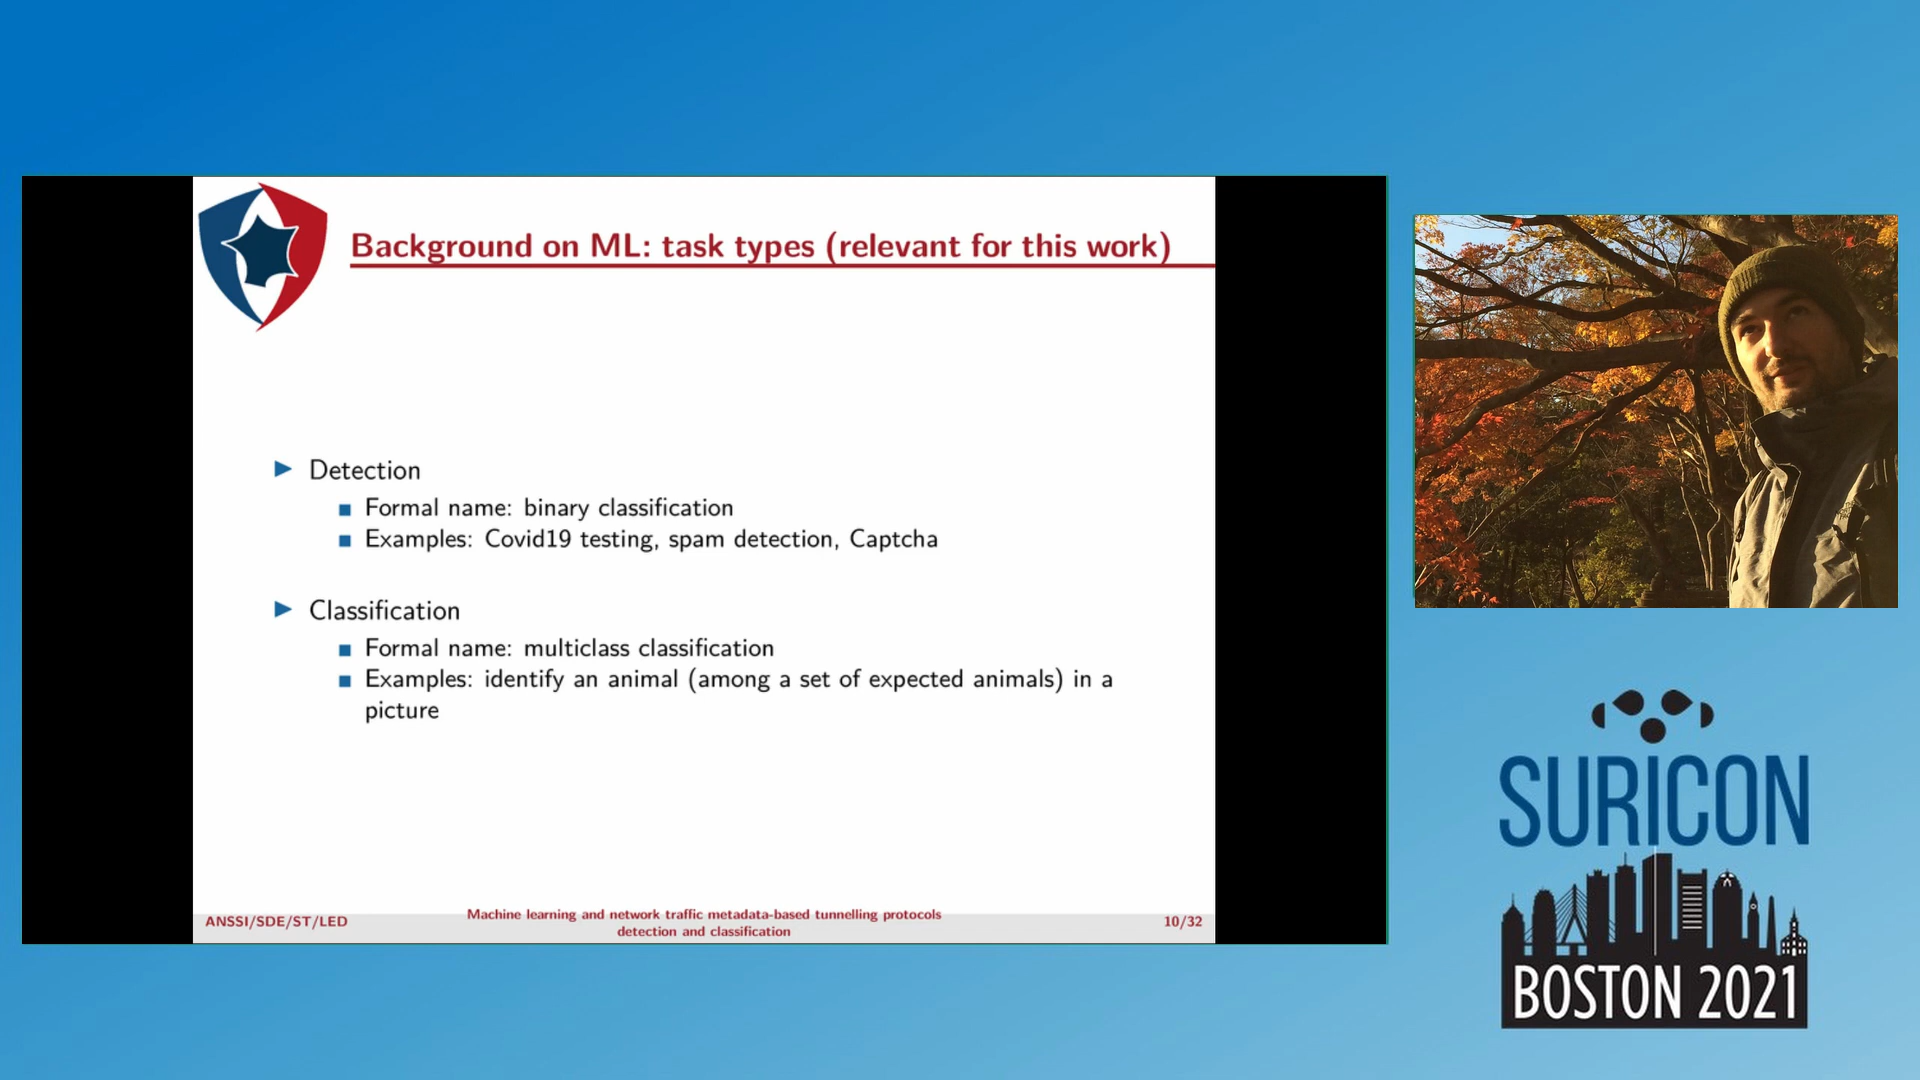 Background on ML: task types (relevant for this work)
Detection
Formal name: binary classification
Examples: Covid19 testing, spam detection, Captcha
Classification
Formal name: multiclass classification
Examples: identify an animal (among a set of expected animals) in a
picture
ANSSI/SDE/ST/LED
Machine learning and network traffic metadata-based tunnelling protocols
detection and classification
10/32
SURICON
BOSTON 2021